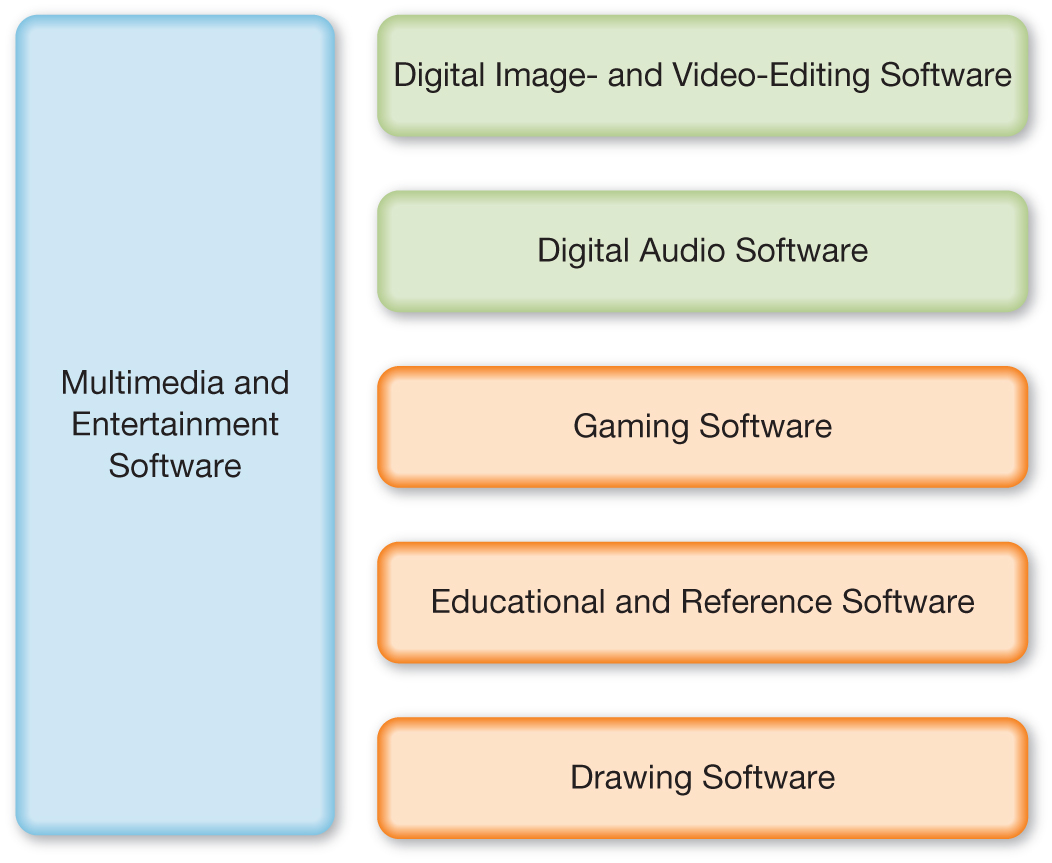 Multimedia and
Entertainment
Software
Digital Image- and Video-Editing Software
Digital Audio Software
Gaming Software
Educational and Reference Software
Drawing Software